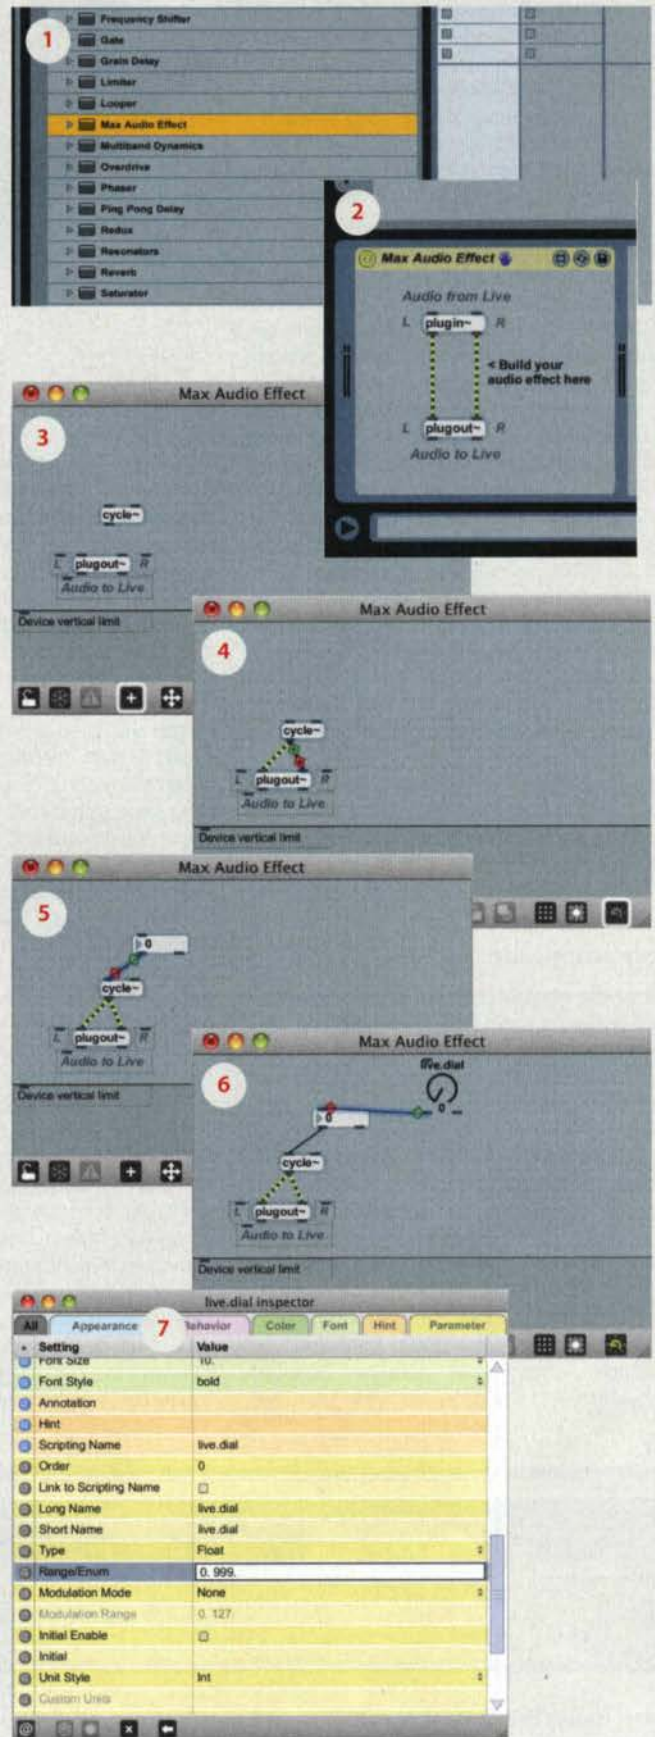 1
Frequency Shifter
Gate
Grain Delay
Limiter
Looper
Max Audio Effect
Multiband Dynamics
Overdrive
Phaser
Ping Pong Delay
Redux
Resonators
Reverb
Saturator
2
Max Audio Effect
Audio from Live
L plugin~ R
< Build your
audio effect here
L plugout~ R
Audio to Live
Max Audio Effect
3
cycle~
L plugout~ R
Audio to Live
Device vertical limit
Max Audio Effect
4
cycle~
L plugout~ R
Audio to Live
Device vertical limit
Max Audio Effect
5
0
cycle~
L plugout~ R
Audio to Live
Device vertical limit
Max Audio Effect
6
live.dial
0
0
cycle~
L plugout~ R
Audio to Live
Device vertical limit
live.dial inspector
All Appearance 7 Behavior Color Font Hint Parameter
Setting Value
Font Size 10.
Font Style bold
Annotation
Hint
Scripting Name live.dial
Order 0
Link to Scripting Name
Long Name live.dial
Short Name live.dial
Type Float
Range/Enum 0. 999.
Modulation Mode None
Modulation Range 0. 127.
Initial Enable
Initial
Unit Style Int
Custom Units